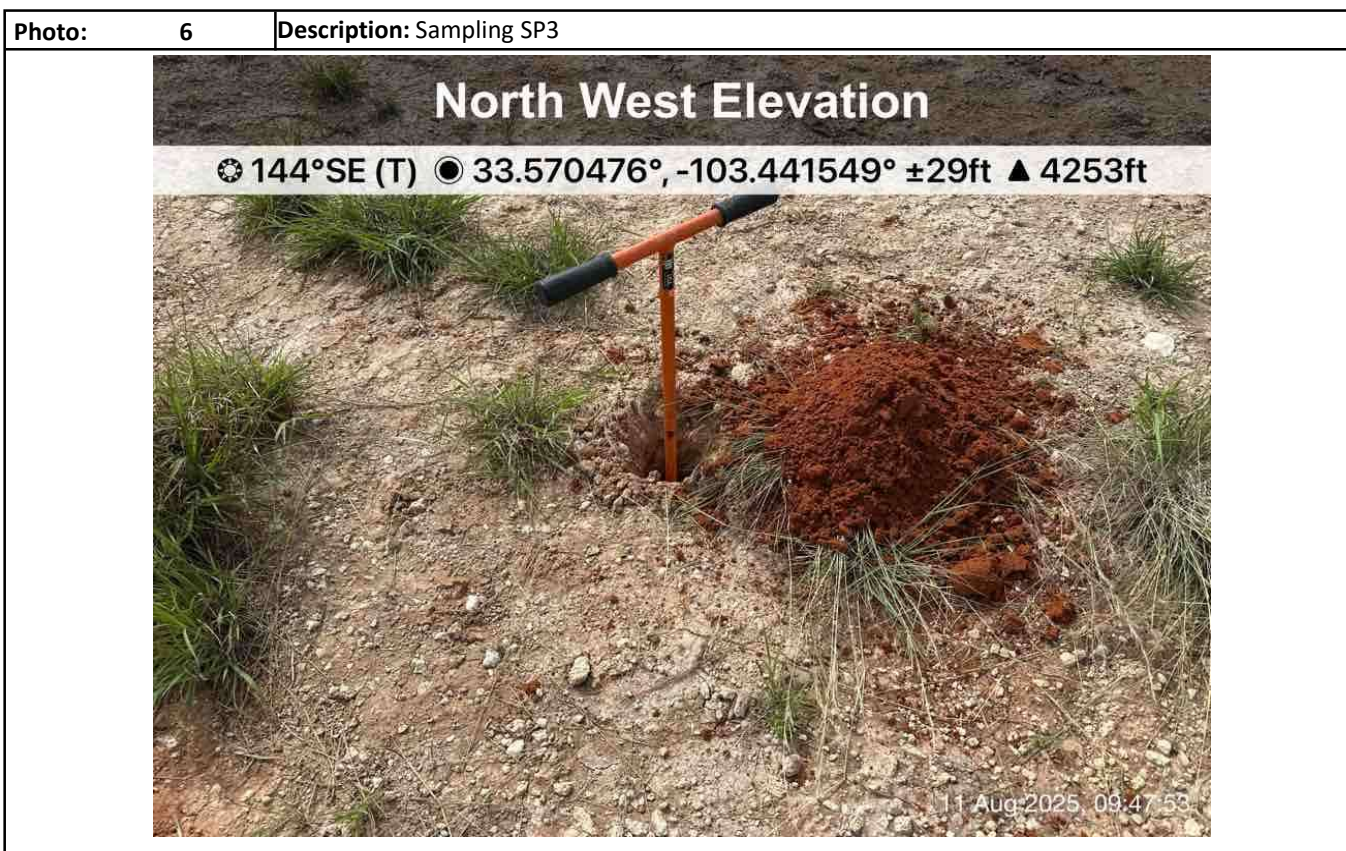 Photo: 6 Description: Sampling SP3
North West Elevation
144°SE (T) 33.570476°, -103.441549° ±29ft ▲ 4253ft
11 Aug 2025, 09:47:53